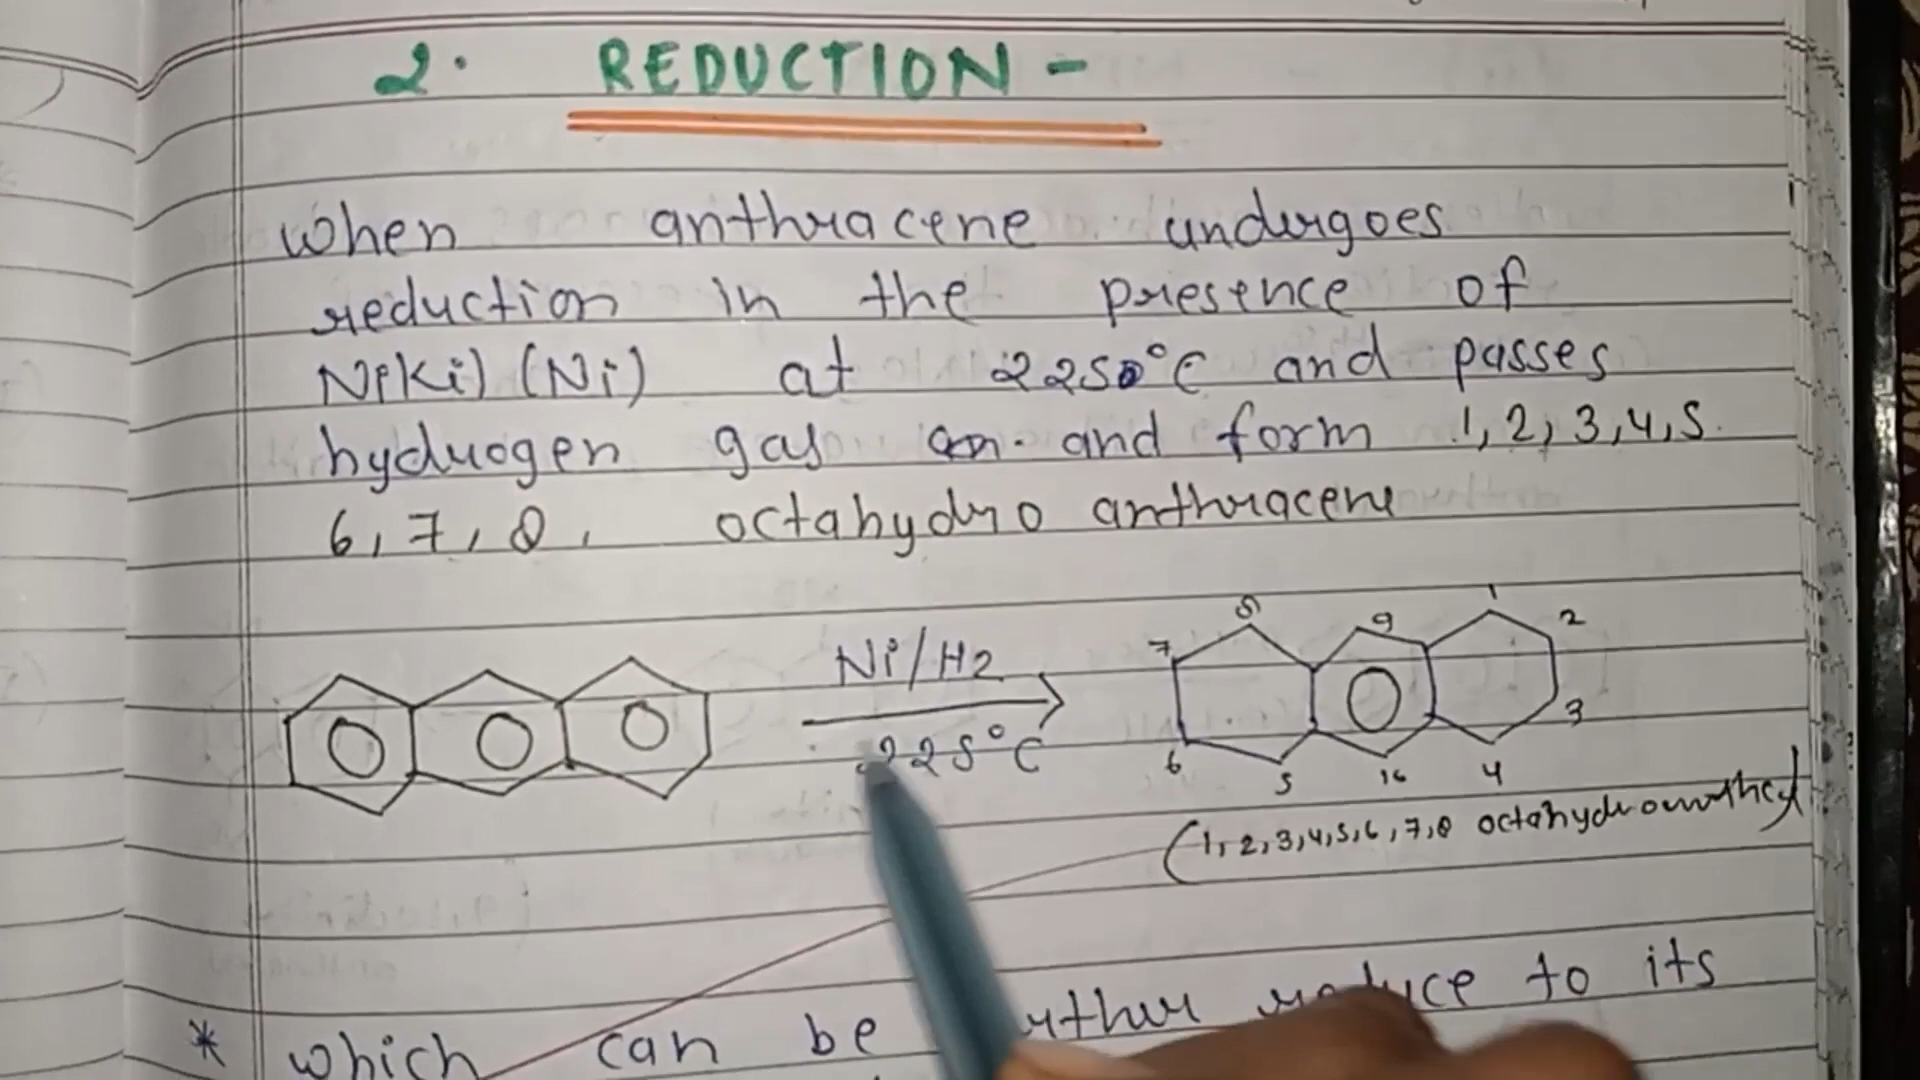 2. REDUCTION -
When anthracene undergoes
reduction in the presence of
Nikil (Ni) at 225°C and passes
hydrogen gas and form 1, 2, 3, 4, 5.
6, 7, 8, octahydro anthracene
Ni/H2
225°C
8 9 1 2
7
3
6 5 10 4
(1, 2, 3, 4, 5, 6, 7, 8
* which can be reduce to its